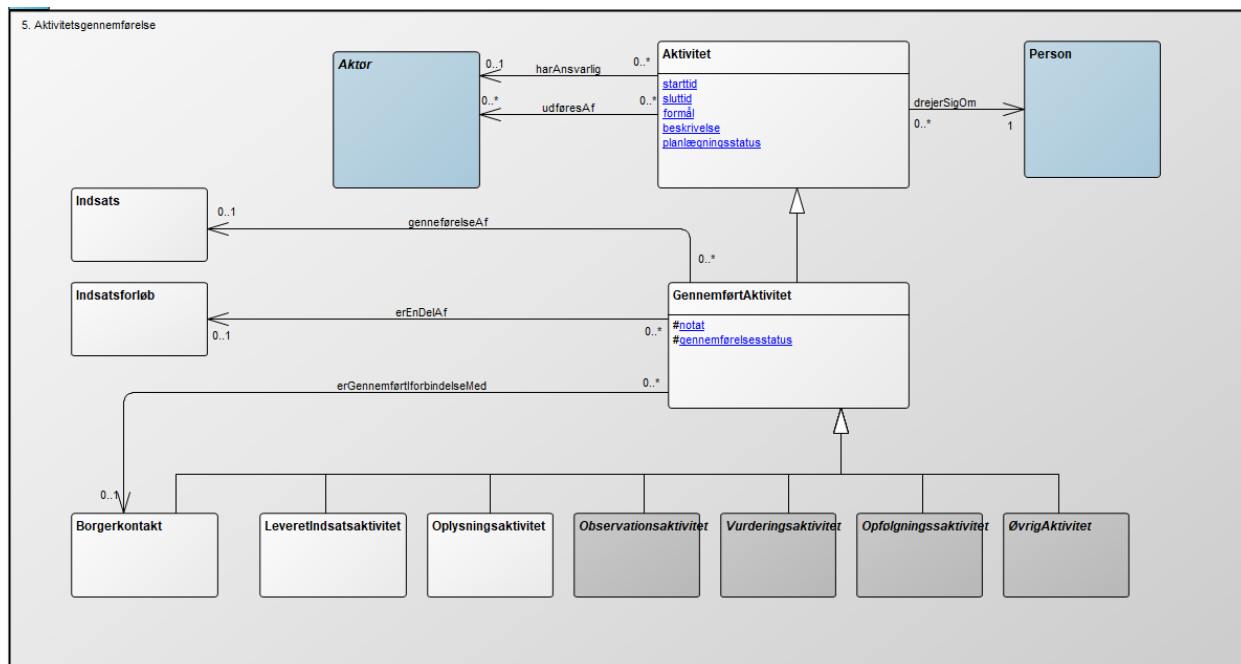 5. Aktivitetsgennemførelse
Aktør
Aktivitet
starttid
sluttid
formål
beskrivelse
planlægningsstatus
Person
0..1
harAnsvarlig
0..*
0..*
udføresAf
0..*
drejerSigOm
0..*
1
Indsats
0..1
genneførelseAf
0..*
Indsatsforløb
0..1
erEnDelAf
0..*
GennemførtAktivitet
#notat
#gennemførelsesstatus
erGennemførtIforbindelseMed
0..*
0..1
Borgerkontakt
LeveretIndsatsaktivitet
Oplysningsaktivitet
Observationsaktivitet
Vurderingsaktivitet
Opfølgningssaktivitet
ØvrigAktivitet